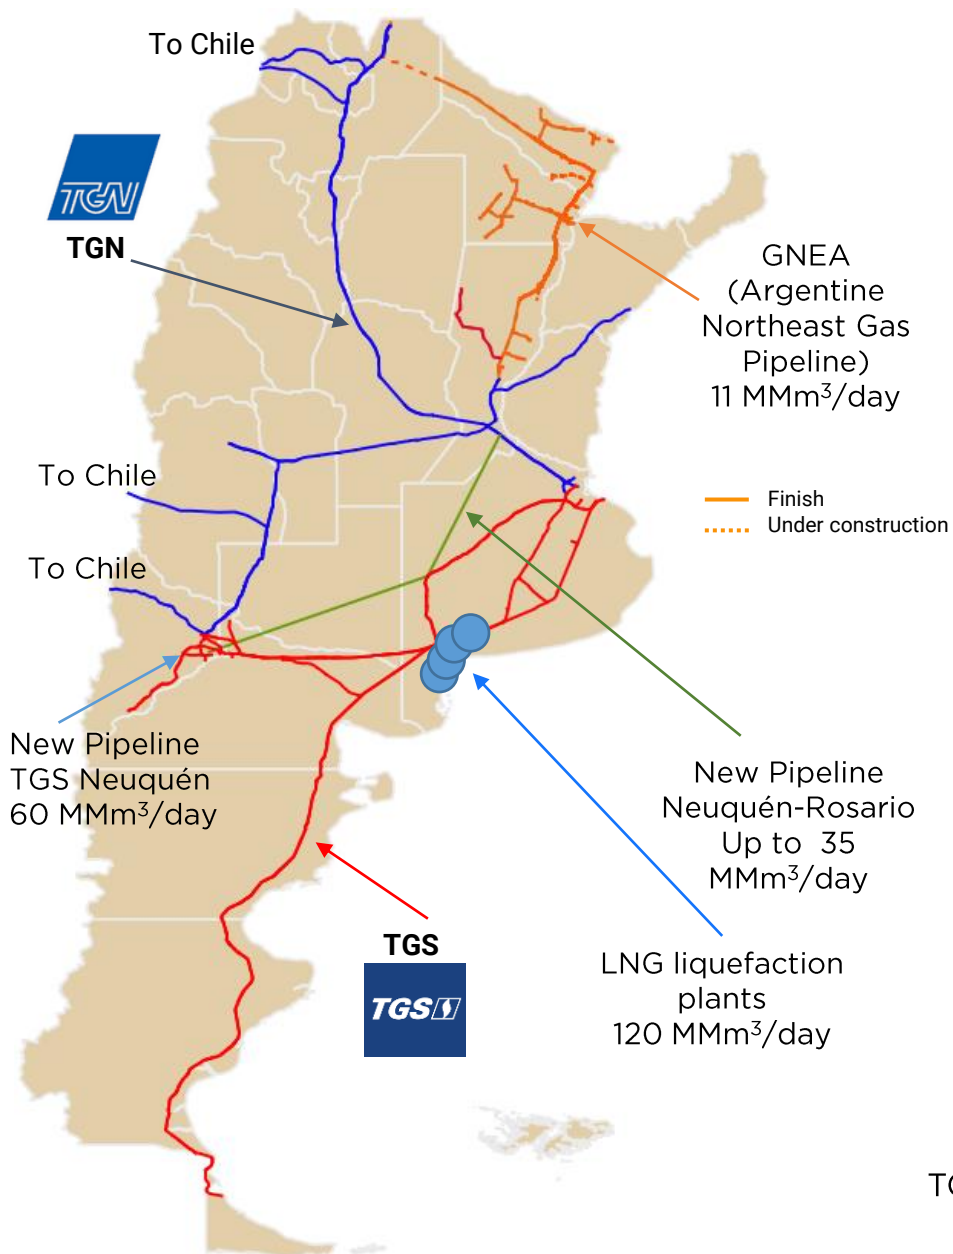 To Chile
TGN
TGN
GNEA
(Argentine
Northeast Gas
Pipeline)
11 MMm³/day
To Chile
Finish
Under construction
To Chile
New Pipeline
TGS Neuquén
60 MMm³/day
New Pipeline
Neuquén-Rosario
Up to 35
MMm³/day
TGS
TGS
LNG liquefaction
plants
120 MMm³/day